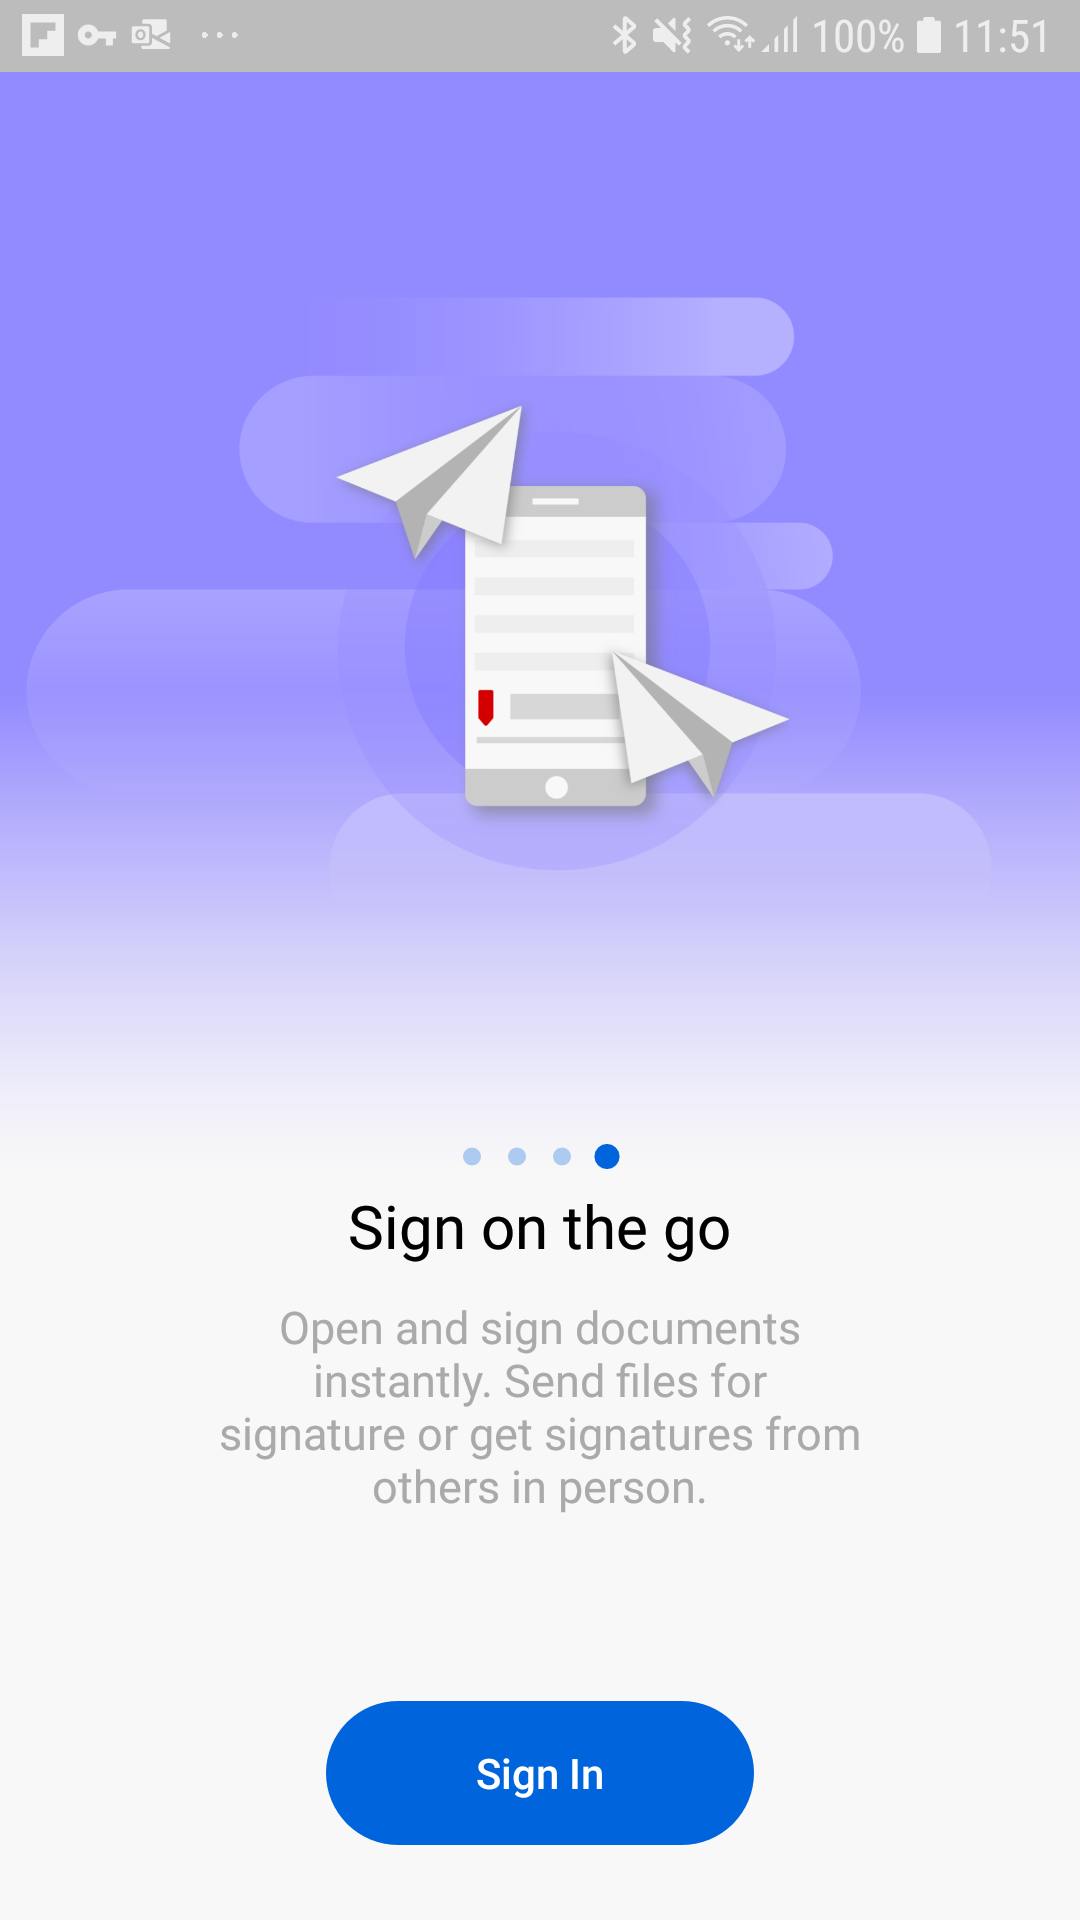 100% 11:51
Sign on the go
Open and sign documents
instantly. Send files for
signature or get signatures from
others in person.
Sign In